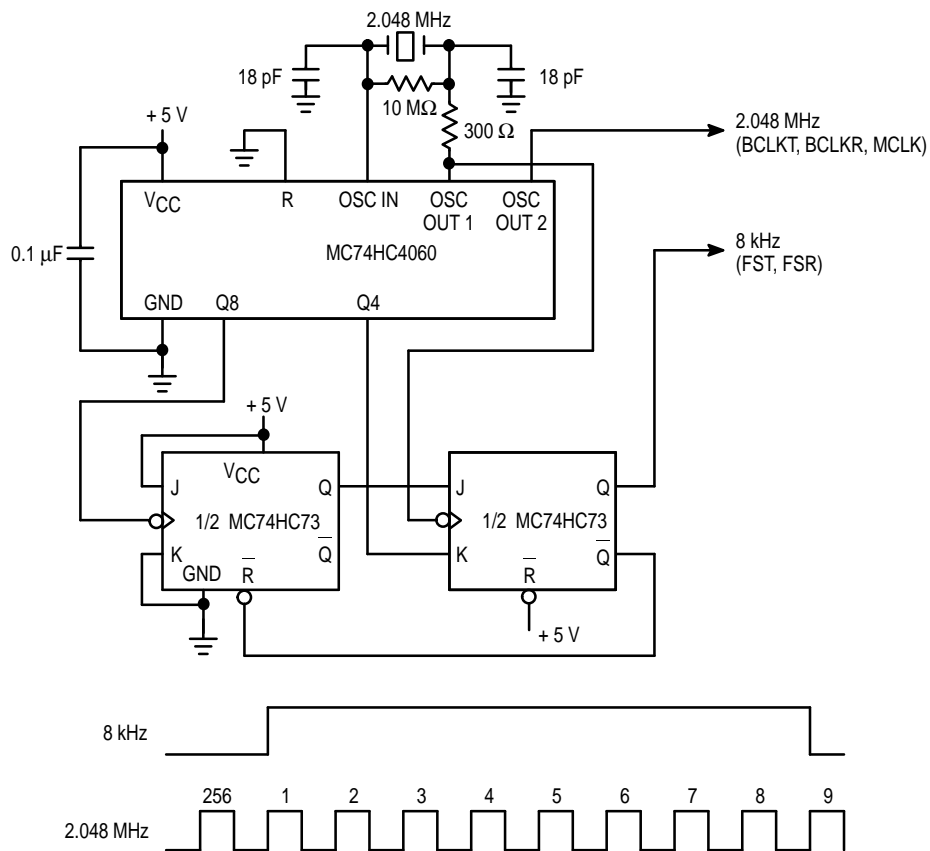 2.048 MHz
18 pF
18 pF
10 MΩ
300 Ω
+ 5 V
2.048 MHz
(BCLKT, BCLKR, MCLK)
VCC
R
OSC IN
OSC
OUT 1
OSC
OUT 2
MC74HC4060
0.1 μF
8 kHz
(FST, FSR)
GND
Q8
Q4
+ 5 V
VCC
J
Q
J
Q
1/2 MC74HC73
1/2 MC74HC73
K
Q̅
K
Q̅
GND
R̅
R̅
+ 5 V
8 kHz
256 1 2 3 4 5 6 7 8 9
2.048 MHz